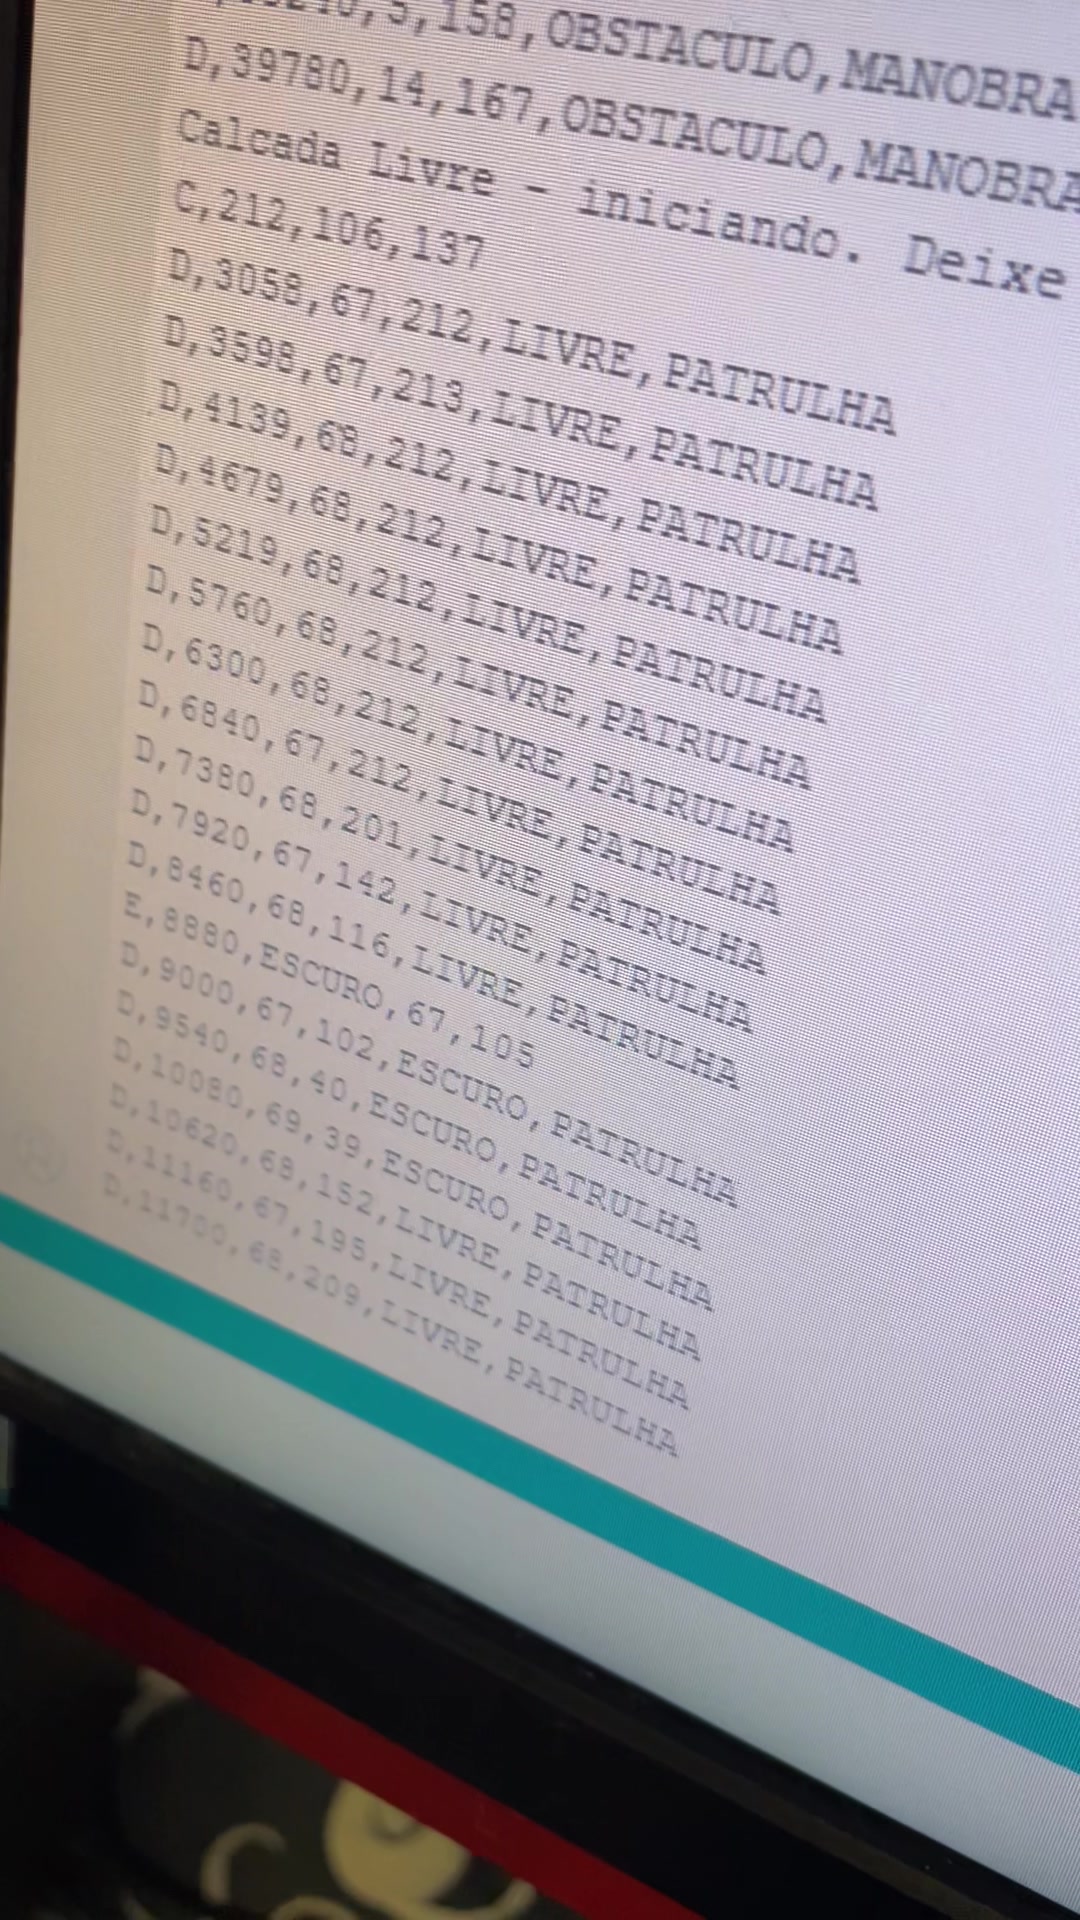 5,158,OBSTACULO,MANOBRA
D,39780,14,167,OBSTACULO,MANOBRA
Calcada Livre - iniciando. Deixe
C,212,106,137
D,3058,67,212,LIVRE,PATRULHA
D,3598,67,213,LIVRE,PATRULHA
D,4139,68,212,LIVRE,PATRULHA
D,4679,68,212,LIVRE,PATRULHA
D,5219,68,212,LIVRE,PATRULHA
D,5760,68,212,LIVRE,PATRULHA
D,6300,68,212,LIVRE,PATRULHA
D,6840,67,212,LIVRE,PATRULHA
D,7380,68,201,LIVRE,PATRULHA
D,7920,67,142,LIVRE,PATRULHA
D,8460,68,116,LIVRE,PATRULHA
E,8880,ESCURO,67,105
D,9000,67,102,ESCURO,PATRULHA
D,9540,68,40,ESCURO,PATRULHA
D,10080,69,39,ESCURO,PATRULHA
D,10620,68,152,LIVRE,PATRULHA
D,11160,67,195,LIVRE,PATRULHA
D,11700,68,209,LIVRE,PATRULHA